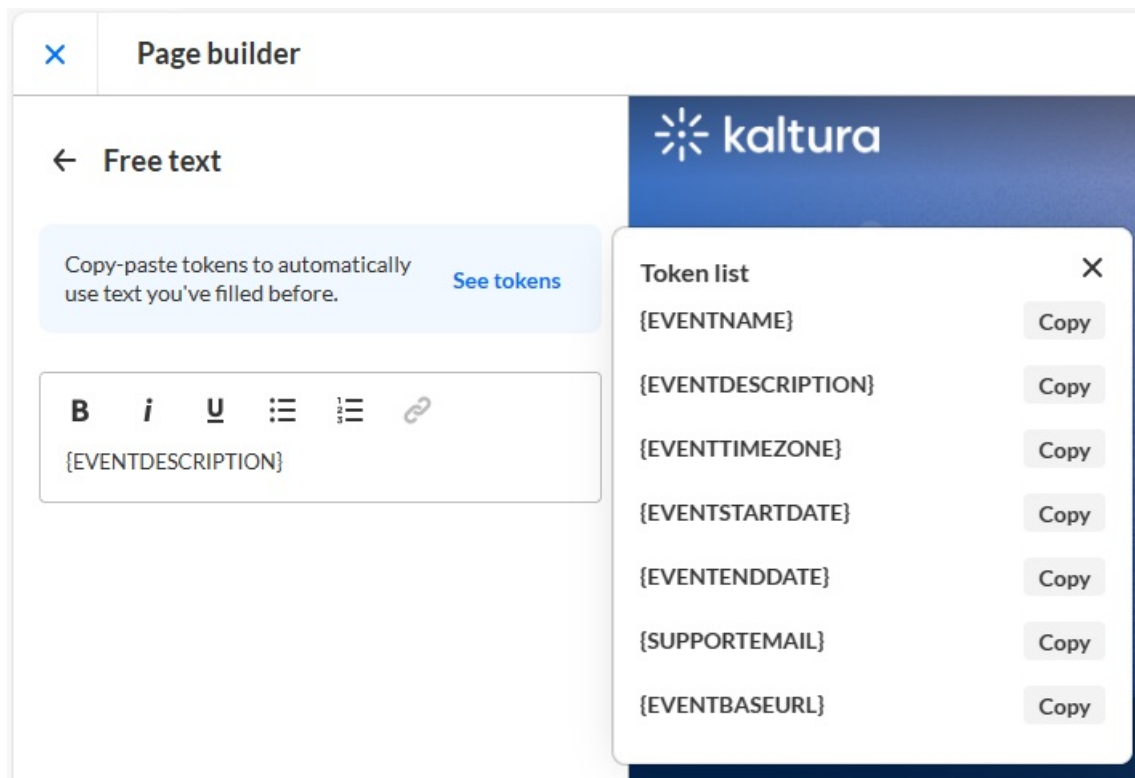 Page builder
Free text
Copy-paste tokens to automatically
use text you've filled before.
See tokens
B i U
{EVENTDESCRIPTION}
kaltura
Token list
{EVENTNAME} Copy
{EVENTDESCRIPTION} Copy
{EVENTTIMEZONE} Copy
{EVENTSTARTDATE} Copy
{EVENTENDDATE} Copy
{SUPPORTEMAIL} Copy
{EVENTBASEURL} Copy